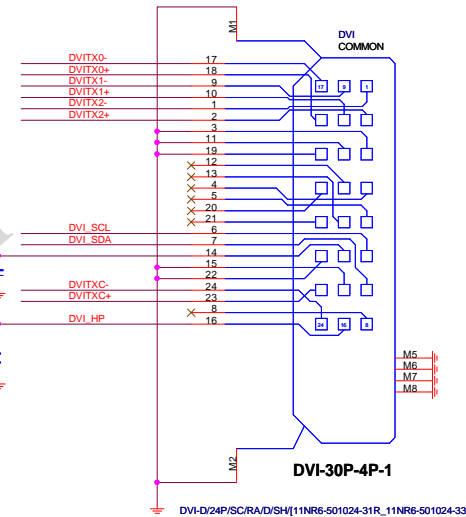 M1
DVI
COMMON
DVITX0- 17
DVITX0+ 18
DVITX1- 9
DVITX1+ 10
DVITX2- 1
DVITX2+ 2
3
11
19
12
13
4
5
20
21
DVI_SCL 6
DVI_SDA 7
14
15
22
DVITXC- 24
DVITXC+ 23
8
DVI_HP 16
17 9 1
24 16 8
M5
M6
M7
M8
M2
DVI-30P-4P-1
DVI-D/24P/SC/RA/D/SH/[11NR6-501024-31R_11NR6-501024-33